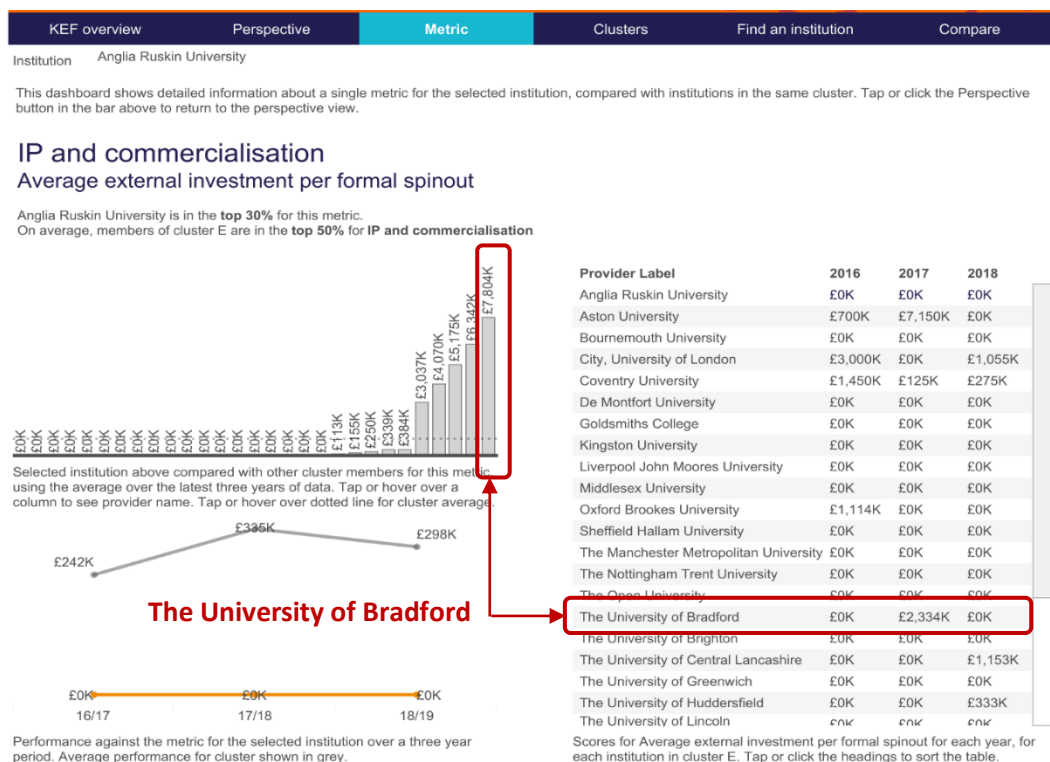 KEF overview Perspective Metric Clusters Find an institution Compare
Institution Anglia Ruskin University
This dashboard shows detailed information about a single metric for the selected institution, compared with institutions in the same cluster. Tap or click the Perspective
button in the bar above to return to the perspective view.
IP and commercialisation
Average external investment per formal spinout
Anglia Ruskin University is in the top 30% for this metric.
On average, members of cluster E are in the top 50% for IP and commercialisation
£0K £0K £0K £0K £0K £0K £0K £0K £0K £0K £0K £0K £0K £0K £0K £0K £0K £0K £0K £113K £155K £250K £339K £384K £3,037K £4,070K £5,175K £6,342K £7,804K
Selected institution above compared with other cluster members for this metric,
using the average over the latest three years of data. Tap or hover over a
column to see provider name. Tap or hover over dotted line for cluster average.
£242K £335K £298K
The University of Bradford
£0K £0K £0K
16/17 17/18 18/19
Performance against the metric for the selected institution over a three year
period. Average performance for cluster shown in grey.
Provider Label 2016 2017 2018
Anglia Ruskin University £0K £0K £0K
Aston University £700K £7,150K £0K
Bournemouth University £0K £0K £0K
City, University of London £3,000K £0K £1,055K
Coventry University £1,450K £125K £275K
De Montfort University £0K £0K £0K
Goldsmiths College £0K £0K £0K
Kingston University £0K £0K £0K
Liverpool John Moores University £0K £0K £0K
Middlesex University £0K £0K £0K
Oxford Brookes University £1,114K £0K £0K
Sheffield Hallam University £0K £0K £0K
The Manchester Metropolitan University £0K £0K £0K
The Nottingham Trent University £0K £0K £0K
The Open University £0K £0K £0K
The University of Bradford £0K £2,334K £0K
The University of Brighton £0K £0K £0K
The University of Central Lancashire £0K £0K £1,153K
The University of Greenwich £0K £0K £0K
The University of Huddersfield £0K £0K £333K
The University of Lincoln £0K £0K £0K
Scores for Average external investment per formal spinout for each year, for
each institution in cluster E. Tap or click the headings to sort the table.